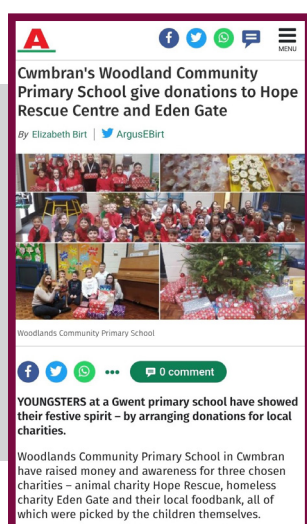 A
MENU
Cwmbran's Woodland Community
Primary School give donations to Hope
Rescue Centre and Eden Gate
By Elizabeth Birt | ArgusEBirt
Woodlands Community Primary School
0 comment
YOUNGSTERS at a Gwent primary school have showed
their festive spirit – by arranging donations for local
charities.
Woodlands Community Primary School in Cwmbran
have raised money and awareness for three chosen
charities – animal charity Hope Rescue, homeless
charity Eden Gate and their local foodbank, all of
which were picked by the children themselves.